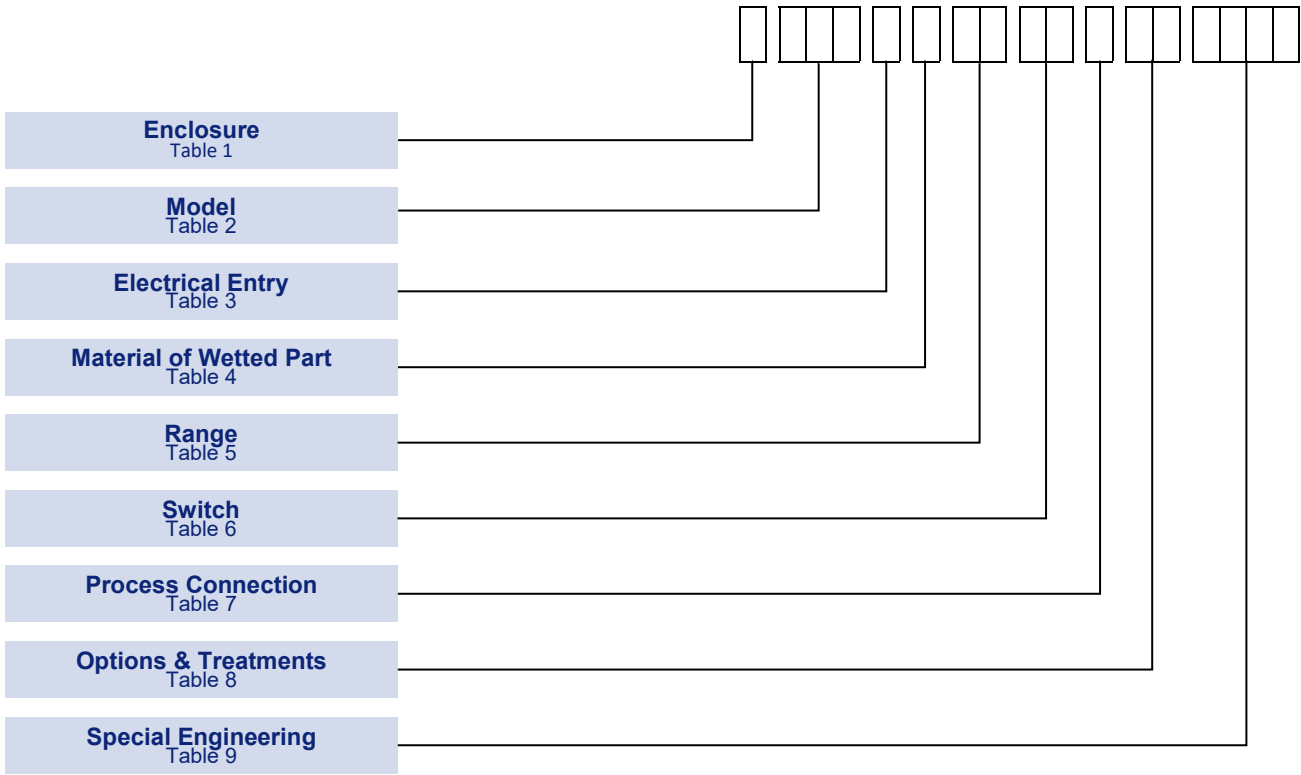 Enclosure
Table 1
Model
Table 2
Electrical Entry
Table 3
Material of Wetted Part
Table 4
Range
Table 5
Switch
Table 6
Process Connection
Table 7
Options & Treatments
Table 8
Special Engineering
Table 9